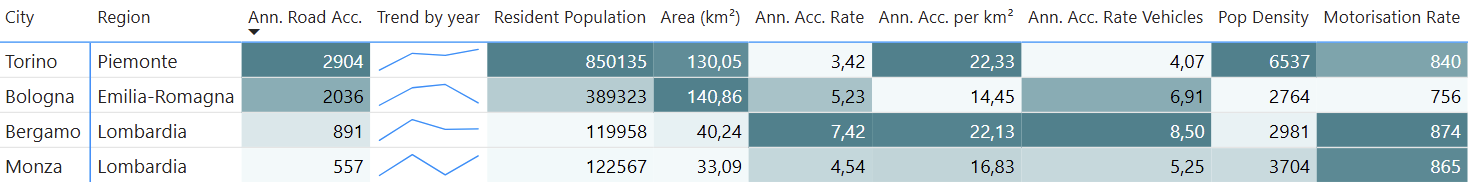 City Region Ann. Road Acc. Trend by year Resident Population Area (km²) Ann. Acc. Rate Ann. Acc. per km² Ann. Acc. Rate Vehicles Pop Density Motorisation Rate
Torino Piemonte 2904 850135 130,05 3,42 22,33 4,07 6537 840
Bologna Emilia-Romagna 2036 389323 140,86 5,23 14,45 6,91 2764 756
Bergamo Lombardia 891 119958 40,24 7,42 22,13 8,50 2981 874
Monza Lombardia 557 122567 33,09 4,54 16,83 5,25 3704 865